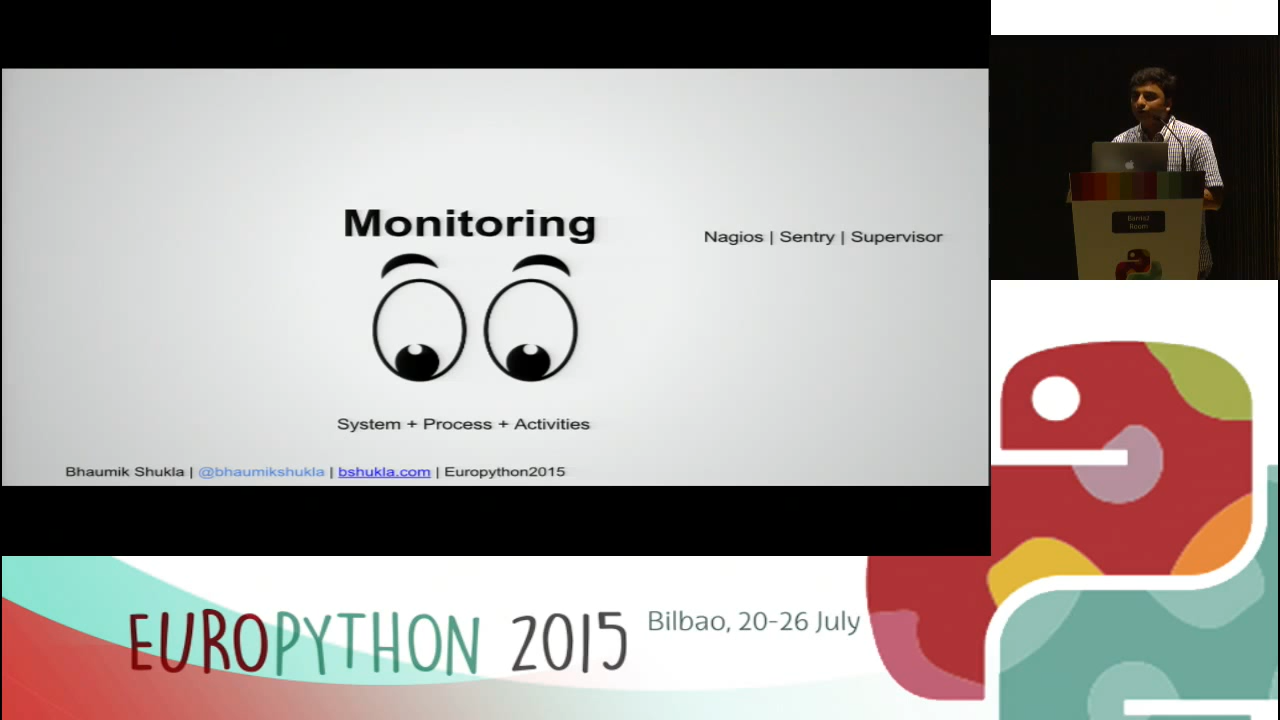 Monitoring
Nagios | Sentry | Supervisor
System + Process + Activities
Bhaumik Shukla | @bhaumikshukla | bshukla.com | Europython2015
Room
EUROPYTHON 2015
Bilbao, 20-26 July